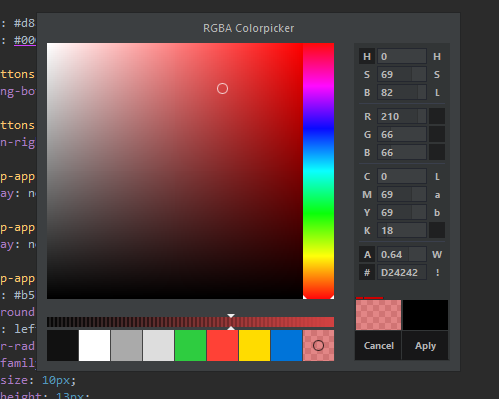 : #d8
RGBA Colorpicker
: #00
H 0 H
S 69 S
B 82 L
ttons
ng-bo
R 210
G 66
B 66
ttons
n-rig
C 0 L
M 69 a
Y 69 b
K 18
p-app
ay: n
p-app
ay: n
A 0.64 W
# D24242 !
p-app
: #b5
round
: lef
r-rad
Cancel Aply
famil
size: 10px;
height: 13px;